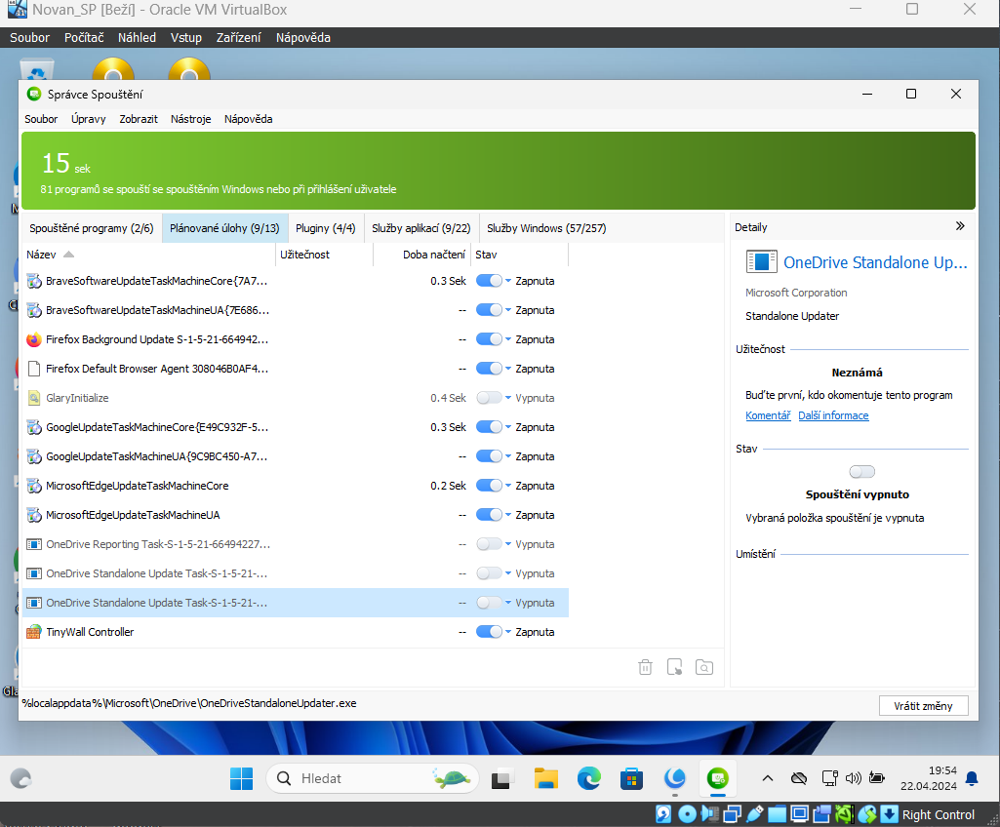 Novan_SP [Beží] - Oracle VM VirtualBox
Soubor Počítač Náhled Vstup Zařízení Nápověda
Správce Spouštění
Soubor Úpravy Zobrazit Nástroje Nápověda
15 sek
81 programů se spouští se spouštěním Windows nebo při přihlášení uživatele
Spouštěné programy (2/6) Plánované úlohy (9/13) Pluginy (4/4) Služby aplikací (9/22) Služby Windows (57/257)
Název Užitečnost Doba načtení Stav
BraveSoftwareUpdateTaskMachineCore{7A7... 0.3 Sek Zapnuta
BraveSoftwareUpdateTaskMachineUA{7E686... -- Zapnuta
Firefox Background Update S-1-5-21-664942... -- Zapnuta
Firefox Default Browser Agent 308046B0AF4... -- Zapnuta
GlaryInitialize 0.4 Sek Vypnuta
GoogleUpdateTaskMachineCore{E49C932F-5... 0.3 Sek Zapnuta
GoogleUpdateTaskMachineUA{9C9BC450-A7... -- Zapnuta
MicrosoftEdgeUpdateTaskMachineCore 0.2 Sek Zapnuta
MicrosoftEdgeUpdateTaskMachineUA -- Zapnuta
OneDrive Reporting Task-S-1-5-21-66494227... -- Vypnuta
OneDrive Standalone Update Task-S-1-5-21-... -- Vypnuta
OneDrive Standalone Update Task-S-1-5-21-... -- Vypnuta
TinyWall Controller -- Zapnuta
Detaily
OneDrive Standalone Up...
Microsoft Corporation
Standalone Updater
Užitečnost
Neznámá
Buďte první, kdo okomentuje tento program
Komentář Další informace
Stav
Spouštění vypnuto
Vybraná položka spouštění je vypnuta
Umístění
%localappdata%\Microsoft\OneDrive\OneDriveStandaloneUpdater.exe
Vrátit změny
Hledat
19:54
22.04.2024
Right Control